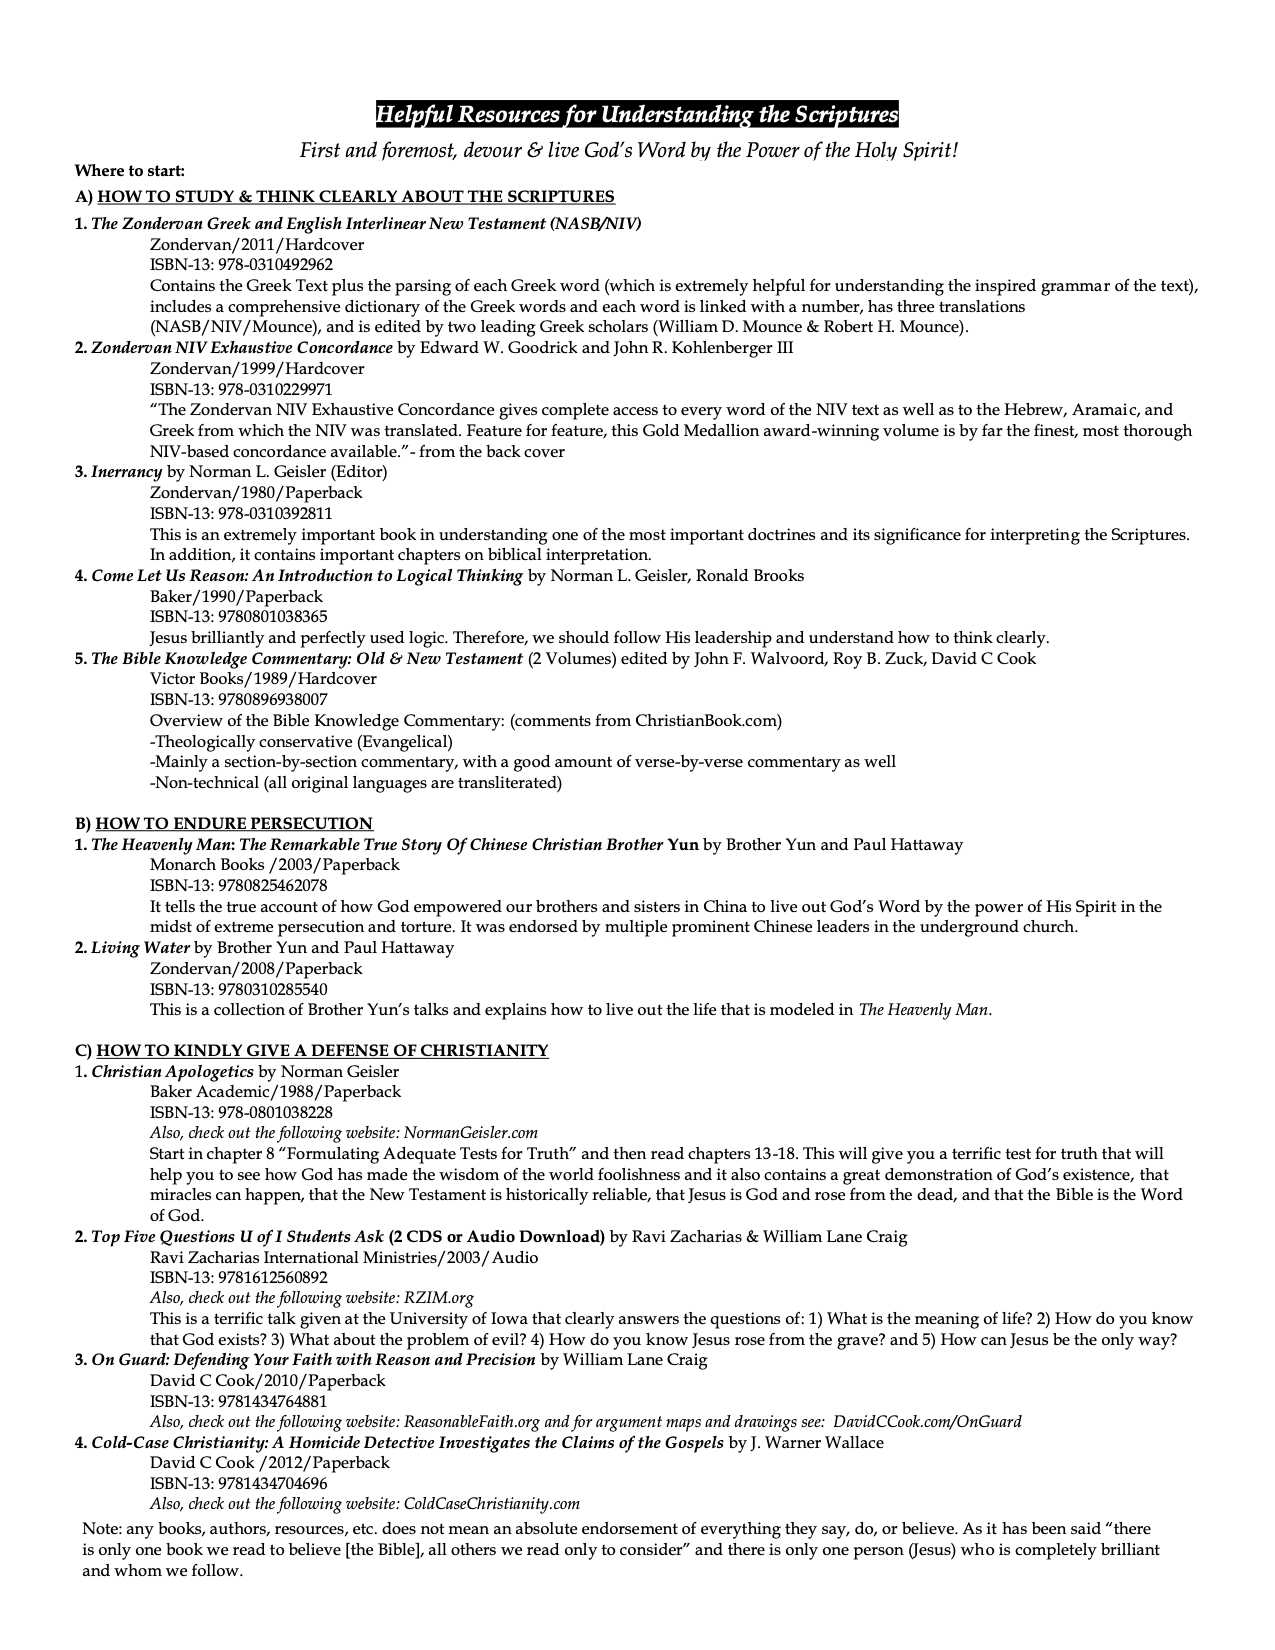 Helpful Resources for Understanding the Scriptures
First and foremost, devour & live God's Word by the Power of the Holy Spirit!
Where to start:
A) HOW TO STUDY & THINK CLEARLY ABOUT THE SCRIPTURES
1. The Zondervan Greek and English Interlinear New Testament (NASB/NIV)
Zondervan/2011/Hardcover
ISBN-13: 978-0310492962
Contains the Greek Text plus the parsing of each Greek word (which is extremely helpful for understanding the inspired grammar of the text),
includes a comprehensive dictionary of the Greek words and each word is linked with a number, has three translations
(NASB/NIV/Mounce), and is edited by two leading Greek scholars (William D. Mounce & Robert H. Mounce).
2. Zondervan NIV Exhaustive Concordance by Edward W. Goodrick and John R. Kohlenberger III
Zondervan/1999/Hardcover
ISBN-13: 978-0310229971
“The Zondervan NIV Exhaustive Concordance gives complete access to every word of the NIV text as well as to the Hebrew, Aramaic, and
Greek from which the NIV was translated. Feature for feature, this Gold Medallion award-winning volume is by far the finest, most thorough
NIV-based concordance available.”- from the back cover
3. Inerrancy by Norman L. Geisler (Editor)
Zondervan/1980/Paperback
ISBN-13: 978-0310392811
This is an extremely important book in understanding one of the most important doctrines and its significance for interpreting the Scriptures.
In addition, it contains important chapters on biblical interpretation.
4. Come Let Us Reason: An Introduction to Logical Thinking by Norman L. Geisler, Ronald Brooks
Baker/1990/Paperback
ISBN-13: 9780801038365
Jesus brilliantly and perfectly used logic. Therefore, we should follow His leadership and understand how to think clearly.
5. The Bible Knowledge Commentary: Old & New Testament (2 Volumes) edited by John F. Walvoord, Roy B. Zuck, David C Cook
Victor Books/1989/Hardcover
ISBN-13: 9780896938007
Overview of the Bible Knowledge Commentary: (comments from ChristianBook.com)
-Theologically conservative (Evangelical)
-Mainly a section-by-section commentary, with a good amount of verse-by-verse commentary as well
-Non-technical (all original languages are transliterated)
B) HOW TO ENDURE PERSECUTION
1. The Heavenly Man: The Remarkable True Story Of Chinese Christian Brother Yun by Brother Yun and Paul Hattaway
Monarch Books /2003/Paperback
ISBN-13: 9780825462078
It tells the true account of how God empowered our brothers and sisters in China to live out God’s Word by the power of His Spirit in the
midst of extreme persecution and torture. It was endorsed by multiple prominent Chinese leaders in the underground church.
2. Living Water by Brother Yun and Paul Hattaway
Zondervan/2008/Paperback
ISBN-13: 9780310285540
This is a collection of Brother Yun’s talks and explains how to live out the life that is modeled in The Heavenly Man.
C) HOW TO KINDLY GIVE A DEFENSE OF CHRISTIANITY
1. Christian Apologetics by Norman Geisler
Baker Academic/1988/Paperback
ISBN-13: 978-0801038228
Also, check out the following website: NormanGeisler.com
Start in chapter 8 “Formulating Adequate Tests for Truth” and then read chapters 13-18. This will give you a terrific test for truth that will
help you to see how God has made the wisdom of the world foolishness and it also contains a great demonstration of God’s existence, that
miracles can happen, that the New Testament is historically reliable, that Jesus is God and rose from the dead, and that the Bible is the Word
of God.
2. Top Five Questions U of I Students Ask (2 CDS or Audio Download) by Ravi Zacharias & William Lane Craig
Ravi Zacharias International Ministries/2003/Audio
ISBN-13: 9781612560892
Also, check out the following website: RZIM.org
This is a terrific talk given at the University of Iowa that clearly answers the questions of: 1) What is the meaning of life? 2) How do you know
that God exists? 3) What about the problem of evil? 4) How do you know Jesus rose from the grave? and 5) How can Jesus be the only way?
3. On Guard: Defending Your Faith with Reason and Precision by William Lane Craig
David C Cook/2010/Paperback
ISBN-13: 9781434764881
Also, check out the following website: ReasonableFaith.org and for argument maps and drawings see: DavidCCook.com/OnGuard
4. Cold-Case Christianity: A Homicide Detective Investigates the Claims of the Gospels by J. Warner Wallace
David C Cook /2012/Paperback
ISBN-13: 9781434704696
Also, check out the following website: ColdCaseChristianity.com
Note: any books, authors, resources, etc. does not mean an absolute endorsement of everything they say, do, or believe. As it has been said “there
is only one book we read to believe [the Bible], all others we read only to consider” and there is only one person (Jesus) who is completely brilliant
and whom we follow.